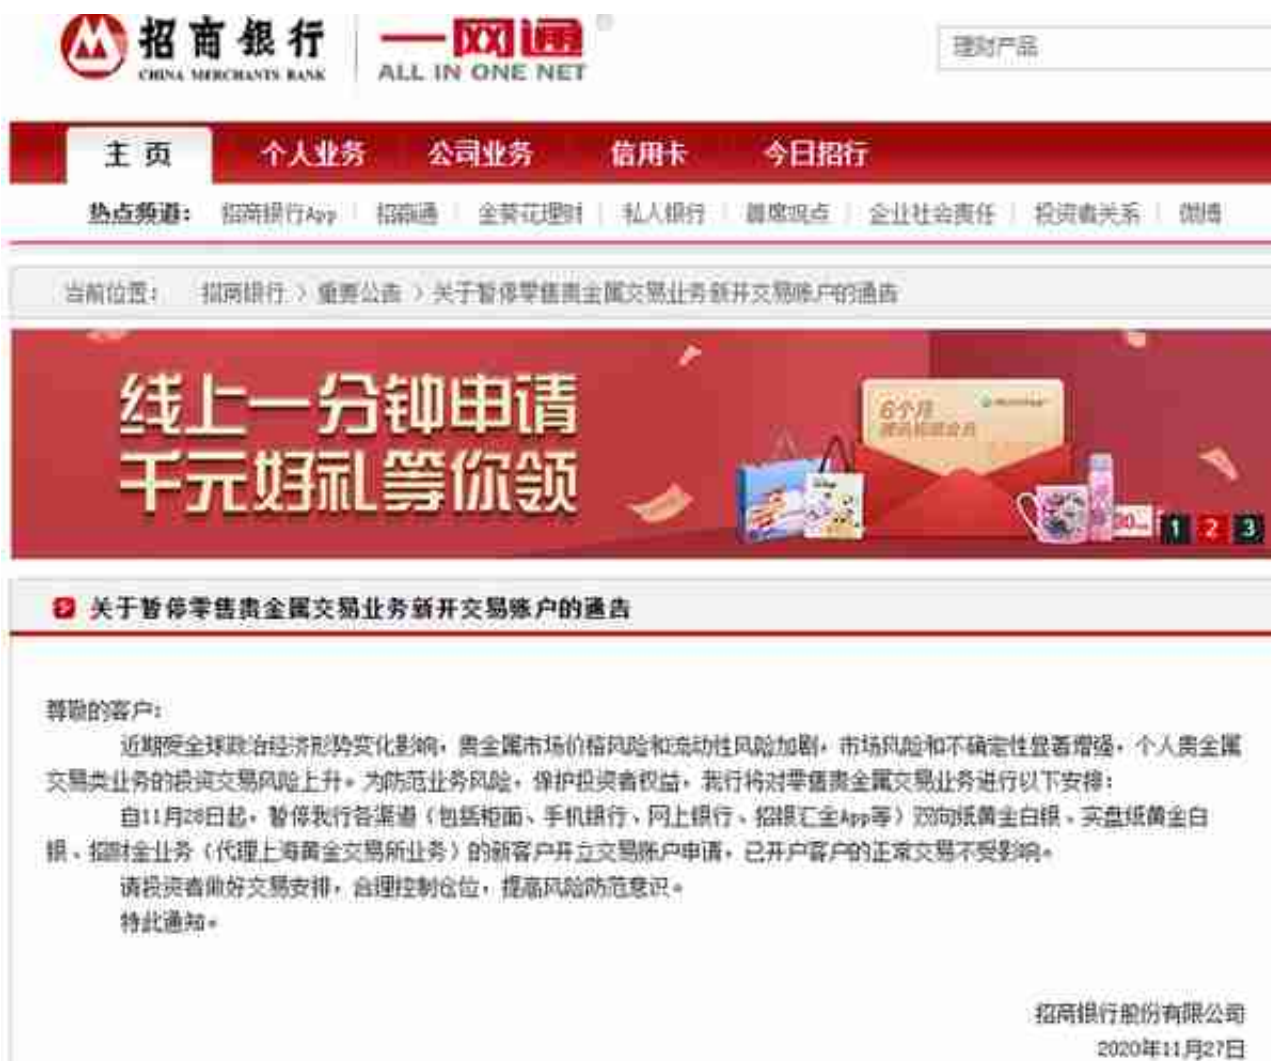 招商银行
一网通
CHINA MERCHANTS BANK
ALL IN ONE NET
理财产品
主 页 个人业务 公司业务 信用卡 今日招行
热点频道： 招商银行App 招商通 金葵花理财 私人银行 首席观点 企业社会责任 投资者关系 微博
当前位置： 招商银行 > 重要公告 > 关于暂停零售贵金属交易业务新开交易账户的通告
线上一分钟申请
千元好礼等你领
6个月
1 2 3
关于暂停零售贵金属交易业务新开交易账户的通告
尊敬的客户：
近期受全球政治经济形势变化影响，贵金属市场价格风险和流动性风险加剧，市场风险和不确定性显著增强，个人贵金属
交易类业务的投资交易风险上升。为防范业务风险，保护投资者权益，我行将对零售贵金属交易业务进行以下安排：
自11月28日起，暂停我行各渠道（包括柜面、手机银行、网上银行、招银汇金App等）双向纸黄金白银、实盘纸黄金白
银、招财金业务（代理上海黄金交易所业务）的新客户开立交易账户申请，已开户客户的正常交易不受影响。
请投资者做好交易安排，合理控制仓位，提高风险防范意识。
特此通知。
招商银行股份有限公司
2020年11月27日